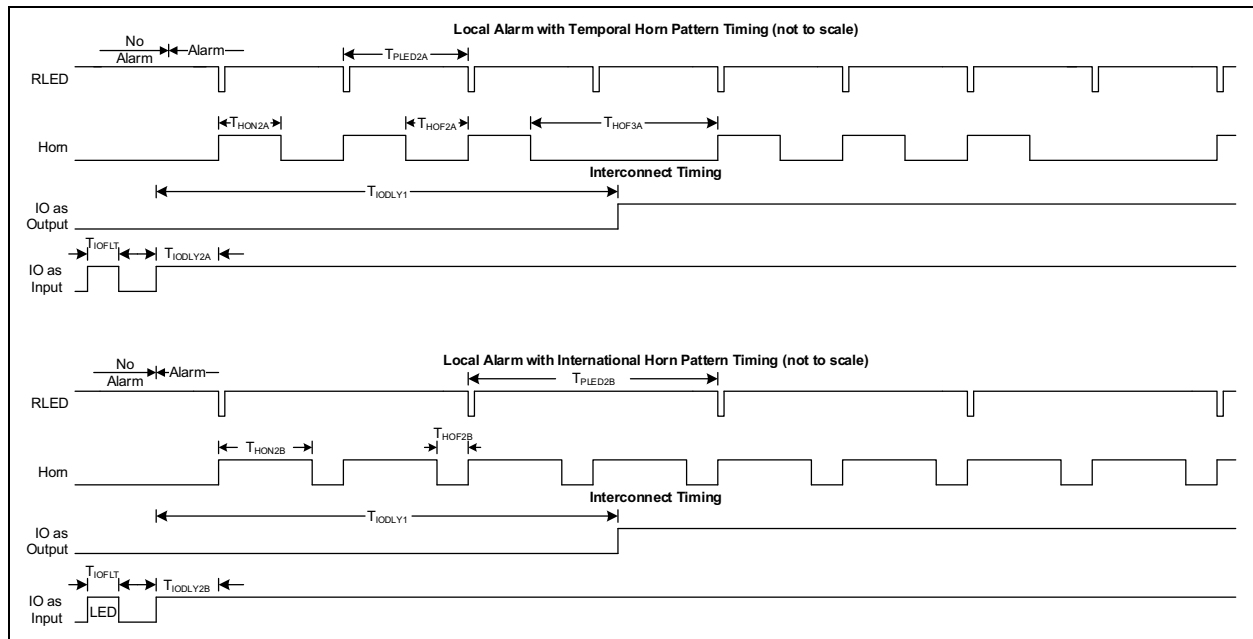 Local Alarm with Temporal Horn Pattern Timing (not to scale)
No
Alarm
Alarm
TPLED2A
RLED
THON2A
THOF2A
THOF3A
Horn
Interconnect Timing
TIODLY1
IO as
Output
TIOFLT
TIODLY2A
IO as
Input
Local Alarm with International Horn Pattern Timing (not to scale)
No
Alarm
Alarm
TPLED2B
RLED
THON2B
THOF2B
Horn
Interconnect Timing
TIODLY1
IO as
Output
TIOFLT
TIODLY2B
IO as
Input
LED